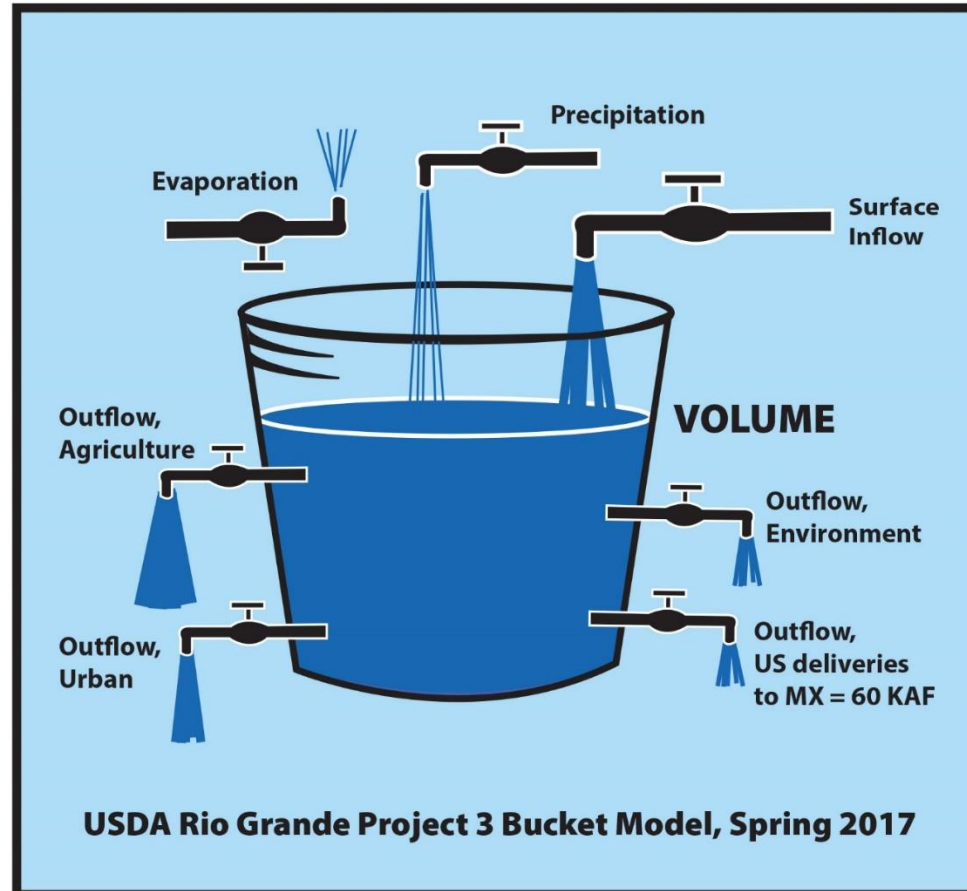 Precipitation
Evaporation
Surface
Inflow
VOLUME
Outflow,
Agriculture
Outflow,
Environment
Outflow,
Urban
Outflow,
US deliveries
to MX = 60 KAF
USDA Rio Grande Project 3 Bucket Model, Spring 2017